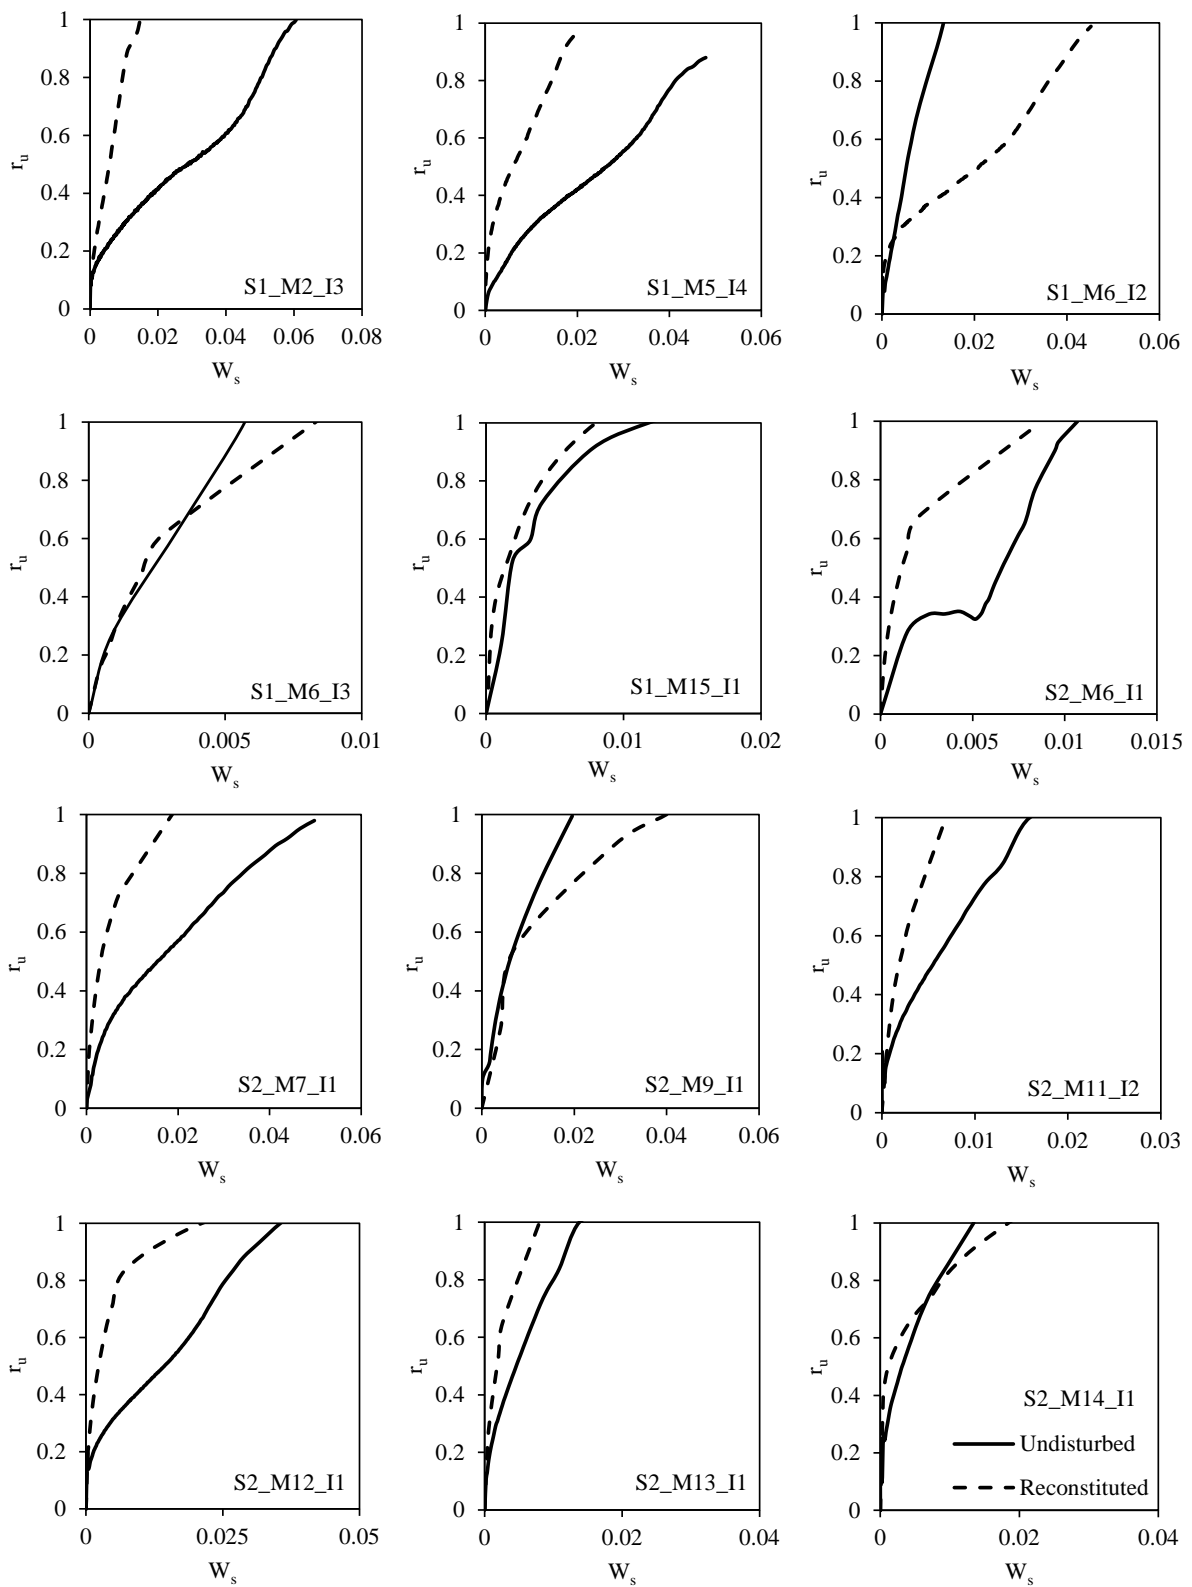 1
0.8
0.6
0.4
0.2
0
r_u
S1_M2_I3
0 0.02 0.04 0.06 0.08
W_s
1
0.8
0.6
0.4
0.2
0
r_u
S1_M5_I4
0 0.02 0.04 0.06
W_s
1
0.8
0.6
0.4
0.2
0
r_u
S1_M6_I2
0 0.02 0.04 0.06
W_s
1
0.8
0.6
0.4
0.2
0
r_u
S1_M6_I3
0 0.005 0.01
W_s
1
0.8
0.6
0.4
0.2
0
r_u
S1_M15_I1
0 0.01 0.02
W_s
1
0.8
0.6
0.4
0.2
0
r_u
S2_M6_I1
0 0.005 0.01 0.015
W_s
1
0.8
0.6
0.4
0.2
0
r_u
S2_M7_I1
0 0.02 0.04 0.06
W_s
1
0.8
0.6
0.4
0.2
0
r_u
S2_M9_I1
0 0.02 0.04 0.06
W_s
1
0.8
0.6
0.4
0.2
0
r_u
S2_M11_I2
0 0.01 0.02 0.03
W_s
1
0.8
0.6
0.4
0.2
0
r_u
S2_M12_I1
0 0.025 0.05
W_s
1
0.8
0.6
0.4
0.2
0
r_u
S2_M13_I1
0 0.02 0.04
W_s
1
0.8
0.6
0.4
0.2
0
r_u
S2_M14_I1
Undisturbed
Reconstituted
0 0.02 0.04
W_s